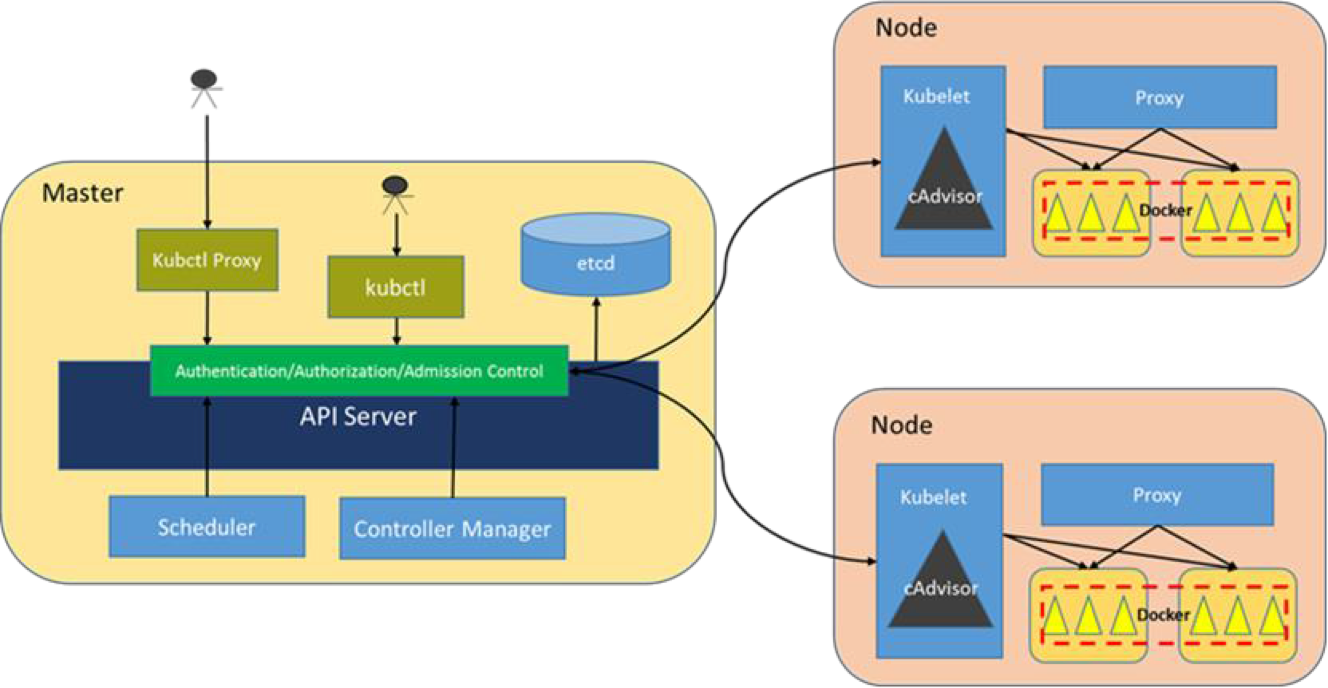 Master
Kubctl Proxy
kubctl
etcd
Authentication/Authorization/Admission Control
API Server
Scheduler
Controller Manager
Node
Kubelet
Proxy
cAdvisor
Docker
Node
Kubelet
Proxy
cAdvisor
Docker